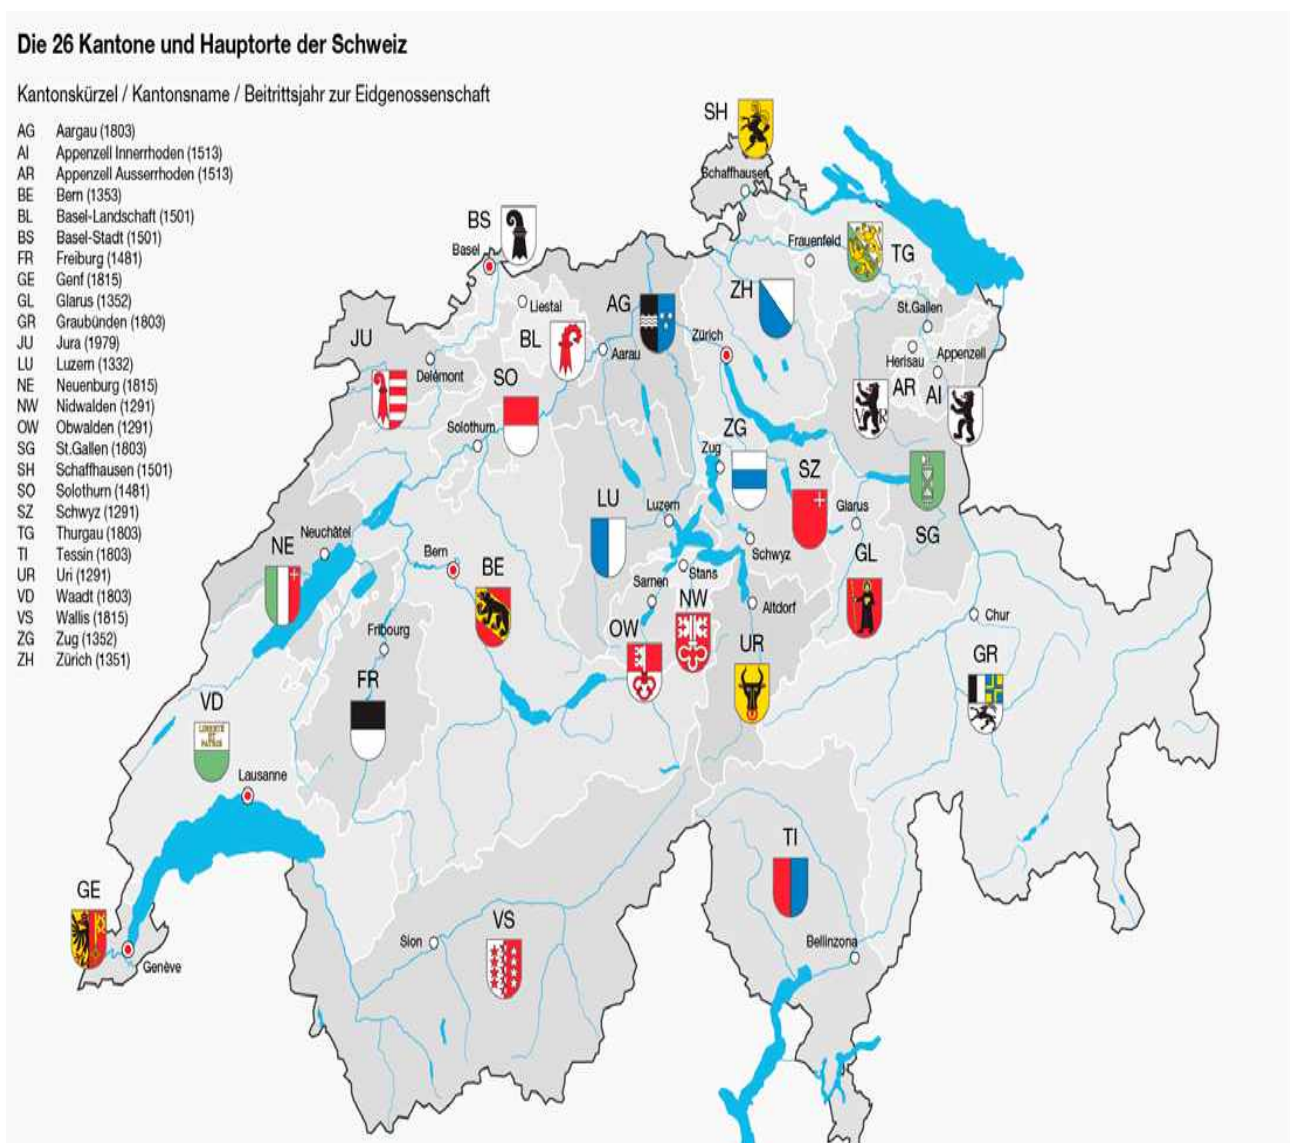 Die 26 Kantone und Hauptorte der Schweiz
Kantonskürzel / Kantonsname / Beitrittsjahr zur Eidgenossenschaft
AG Aargau (1803)
AI Appenzell Innerrhoden (1513)
AR Appenzell Ausserrhoden (1513)
BE Bern (1353)
BL Basel-Landschaft (1501)
BS Basel-Stadt (1501)
FR Freiburg (1481)
GE Genf (1815)
GL Glarus (1352)
GR Graubünden (1803)
JU Jura (1979)
LU Luzern (1332)
NE Neuenburg (1815)
NW Nidwalden (1291)
OW Obwalden (1291)
SG St.Gallen (1803)
SH Schaffhausen (1501)
SO Solothurn (1481)
SZ Schwyz (1291)
TG Thurgau (1803)
TI Tessin (1803)
UR Uri (1291)
VD Waadt (1803)
VS Wallis (1815)
ZG Zug (1352)
ZH Zürich (1351)
SH
Schaffhausen
BS
Basel
Frauenfeld
TG
ZH
AG
Liestal
St.Gallen
JU
BL
Zürich
Aarau
Herisau
Appenzell
Delémont
SO
AR
AI
V R
Solothurn
ZG
Zug
SZ
LU
Luzern
Glarus
Neuchâtel
NE
Bern
BE
Schwyz
GL
SG
Stans
Sarnen
NW
Altdorf
Chur
Fribourg
OW
UR
GR
FR
VD
LIBERTÉ
ET
PATRIE
Lausanne
TI
GE
VS
Sion
Bellinzona
Genève